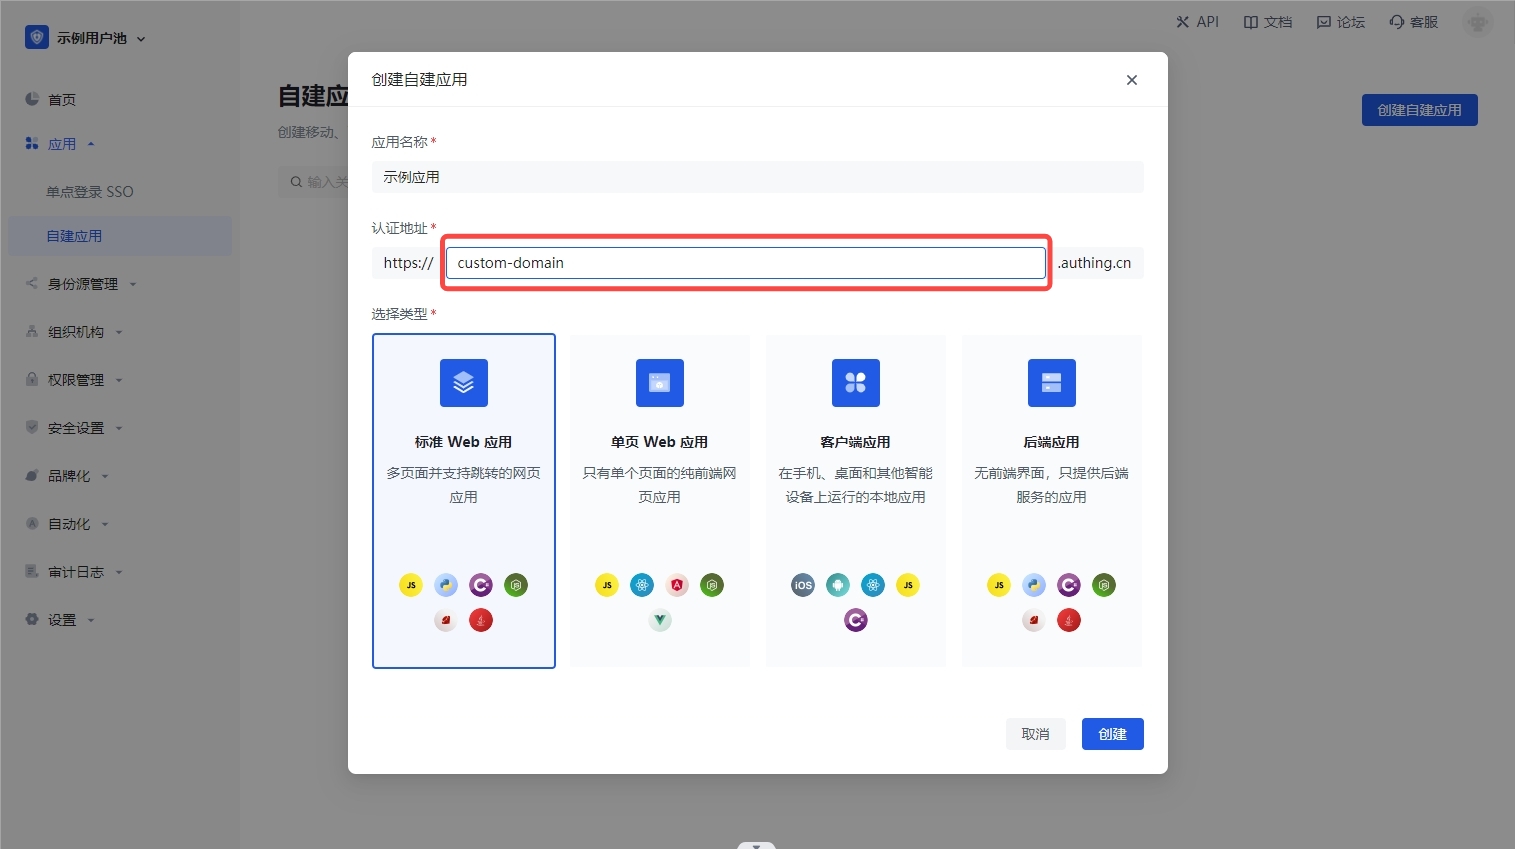 示例用户池
API
文档
论坛
客服
首页
应用
单点登录 SSO
自建应用
身份源管理
组织机构
权限管理
安全设置
品牌化
自动化
审计日志
设置
自建应
创建移动、
输入关
创建自建应用
创建自建应用
应用名称*
示例应用
认证地址*
https://
custom-domain
.authing.cn
选择类型*
标准 Web 应用
多页面并支持跳转的网页
应用
JS
JS
单页 Web 应用
只有单个页面的纯前端网
页应用
JS
A
JS
客户端应用
在手机、桌面和其他智能
设备上运行的本地应用
iOS
JS
后端应用
无前端界面，只提供后端
服务的应用
JS
JS
取消
创建